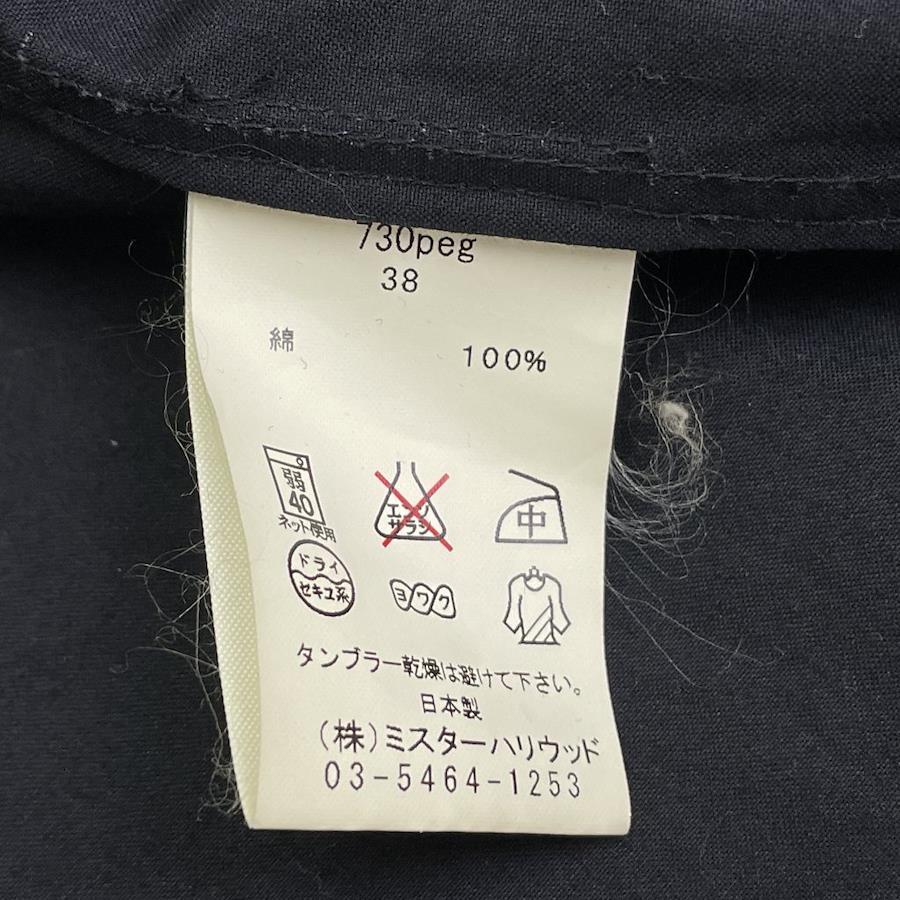 730peg
38
綿 100%
弱
40
ネット使用
エンソ
サラシ
中
ドライ
セキユ系
ヨワク
タンブラー乾燥は避けて下さい。
日本製
(株)ミスターハリウッド
03-5464-1253